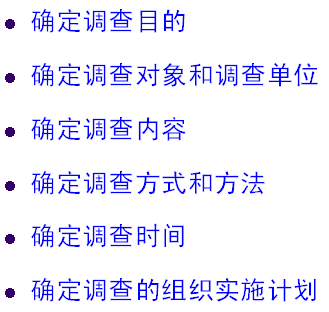 确定调查目的
确定调查对象和调查单位
确定调查内容
确定调查方式和方法
确定调查时间
确定调查的组织实施计划